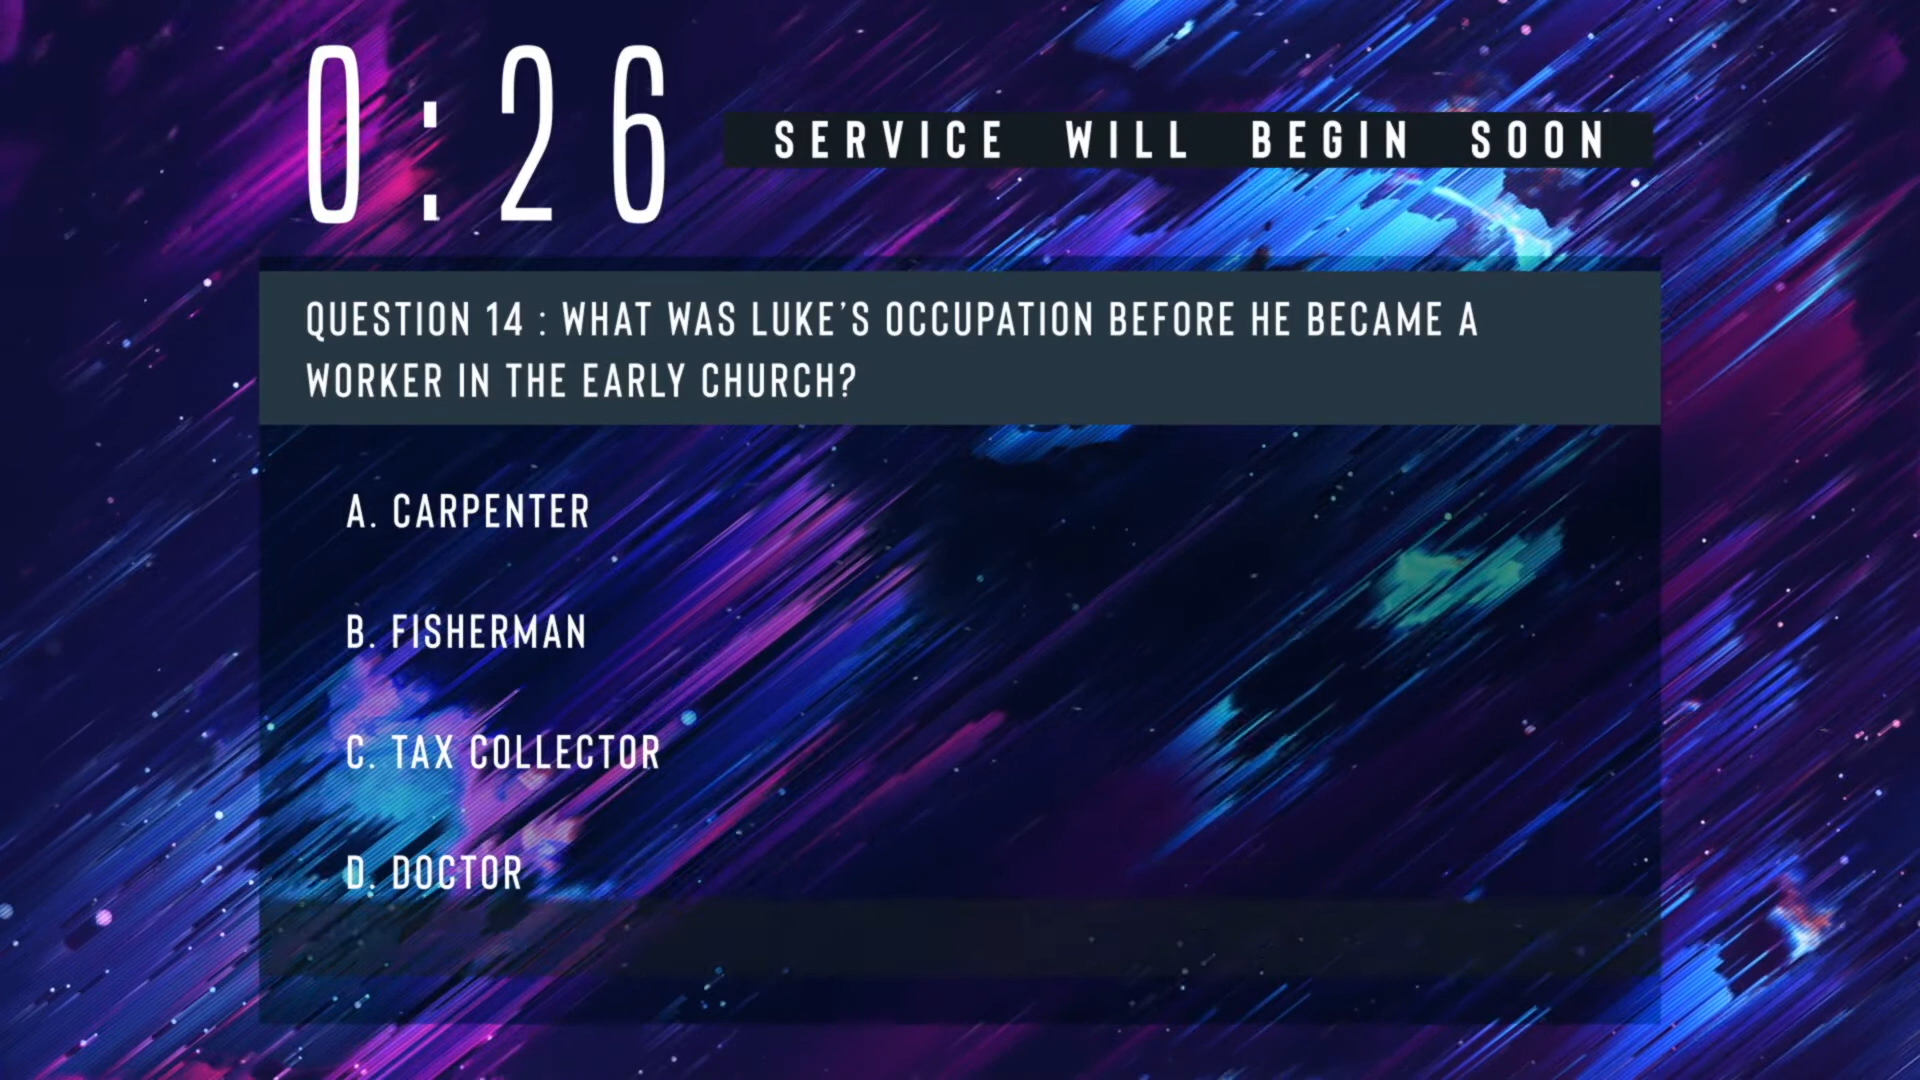 0:26
SERVICE WILL BEGIN SOON
QUESTION 14 : WHAT WAS LUKE'S OCCUPATION BEFORE HE BECAME A
WORKER IN THE EARLY CHURCH?
A. CARPENTER
B. FISHERMAN
C. TAX COLLECTOR
D. DOCTOR